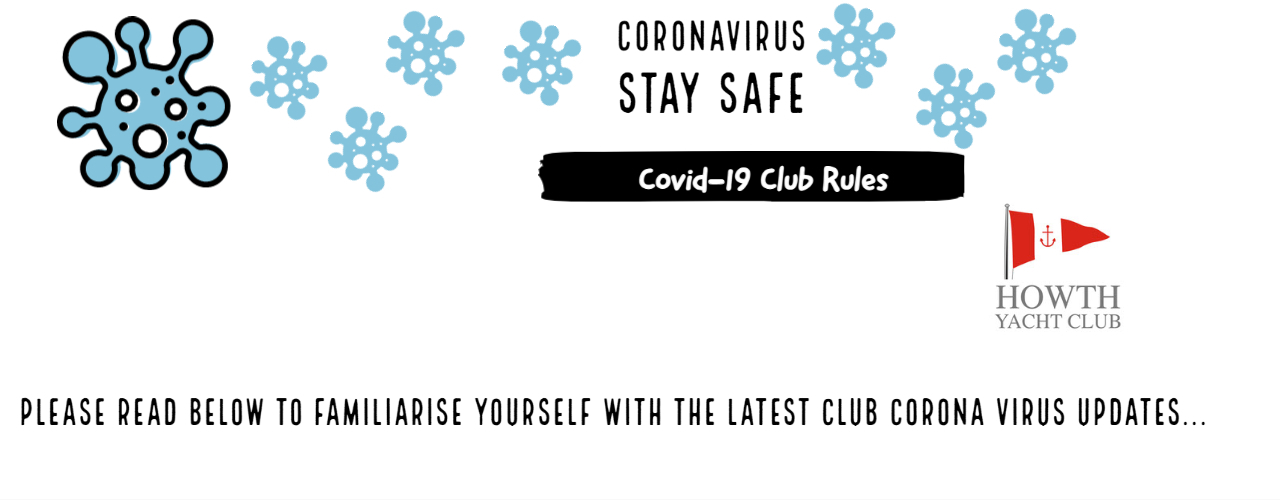 CORONAVIRUS
STAY SAFE
Covid-19 Club Rules
HOWTH
YACHT CLUB
PLEASE READ BELOW TO FAMILIARISE YOURSELF WITH THE LATEST CLUB CORONA VIRUS UPDATES...